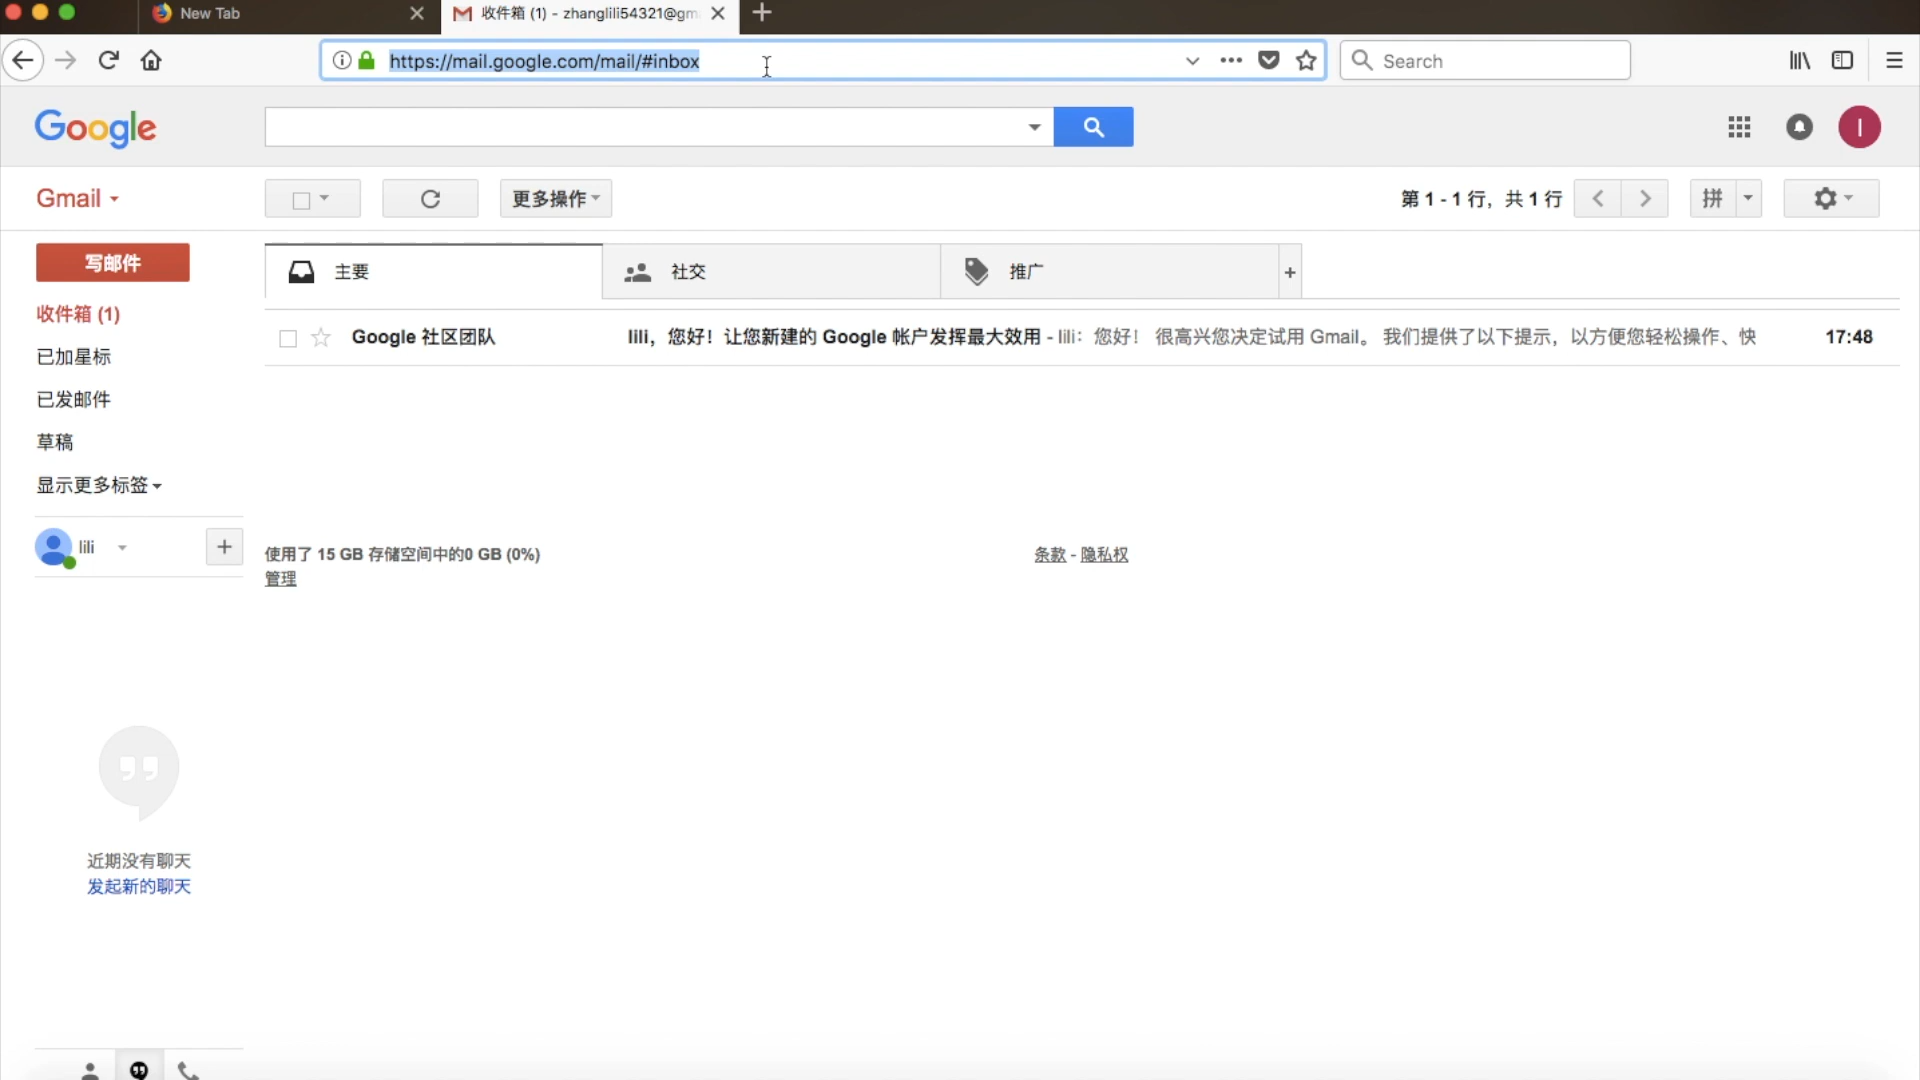 New Tab
收件箱 (1) - zhanglili54321@gm
https://mail.google.com/mail/#inbox
Search
Google
I
Gmail
更多操作
第 1 - 1 行，共 1 行
拼
写邮件
主要
社交
推广
+
收件箱 (1)
Google 社区团队
lili，您好！让您新建的 Google 帐户发挥最大效用 - lili：您好！ 很高兴您决定试用 Gmail。 我们提供了以下提示，以方便您轻松操作、快
17:48
已加星标
已发邮件
草稿
显示更多标签
lili
使用了 15 GB 存储空间中的0 GB (0%)
管理
条款 - 隐私权
近期没有聊天
发起新的聊天